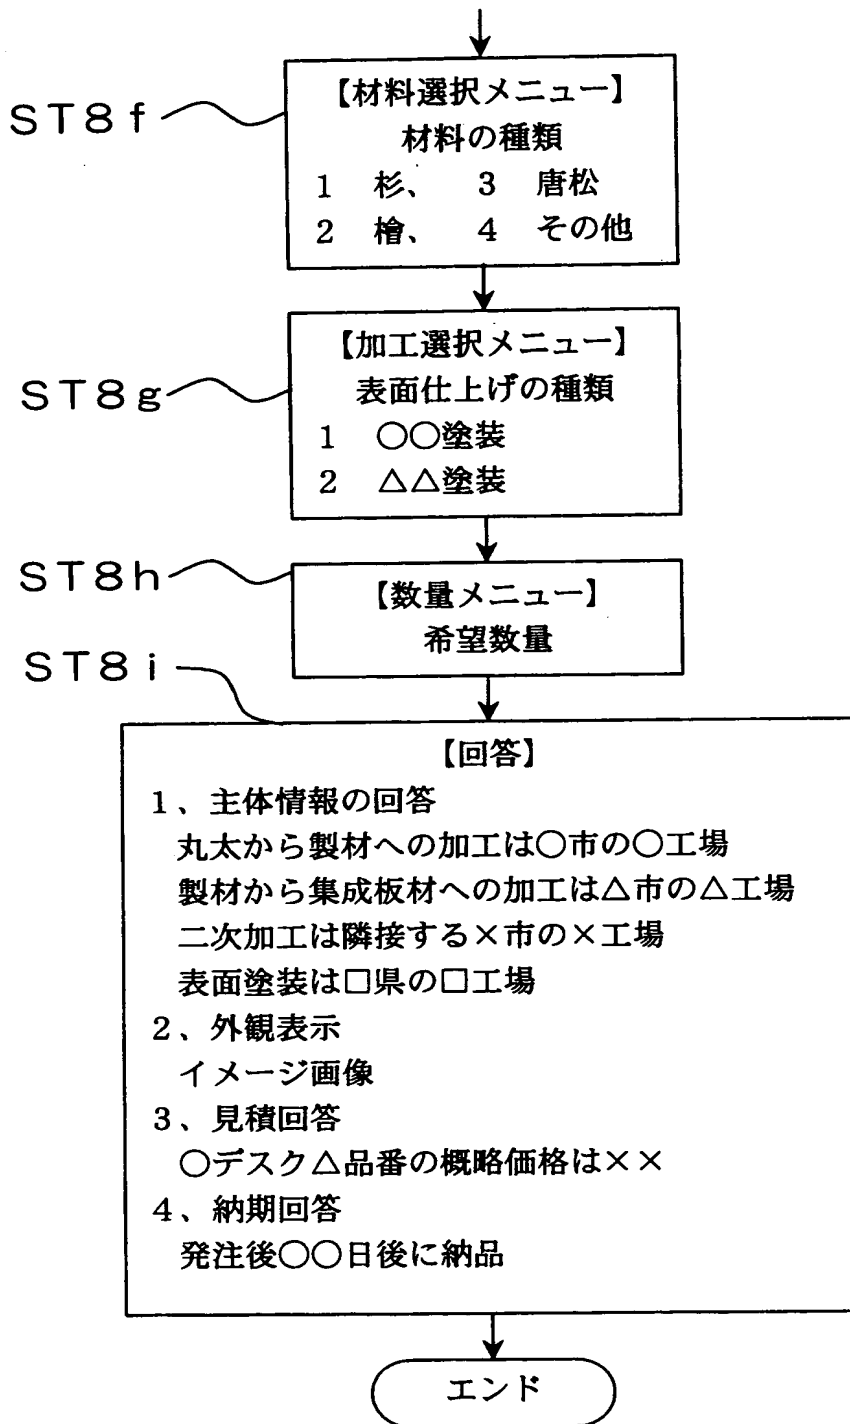 ST8f
【材料選択メニュー】
材料の種類
1 杉、 3 唐松
2 檜、 4 その他
ST8g
【加工選択メニュー】
表面仕上げの種類
1 ○○塗装
2 △△塗装
ST8h
【数量メニュー】
希望数量
ST8i
【回答】
1、主体情報の回答
丸太から製材への加工は○市の○工場
製材から集成板材への加工は△市の△工場
二次加工は隣接する×市の×工場
表面塗装は□県の□工場
2、外観表示
イメージ画像
3、見積回答
○デスク△品番の概略価格は××
4、納期回答
発注後○○日後に納品
エンド